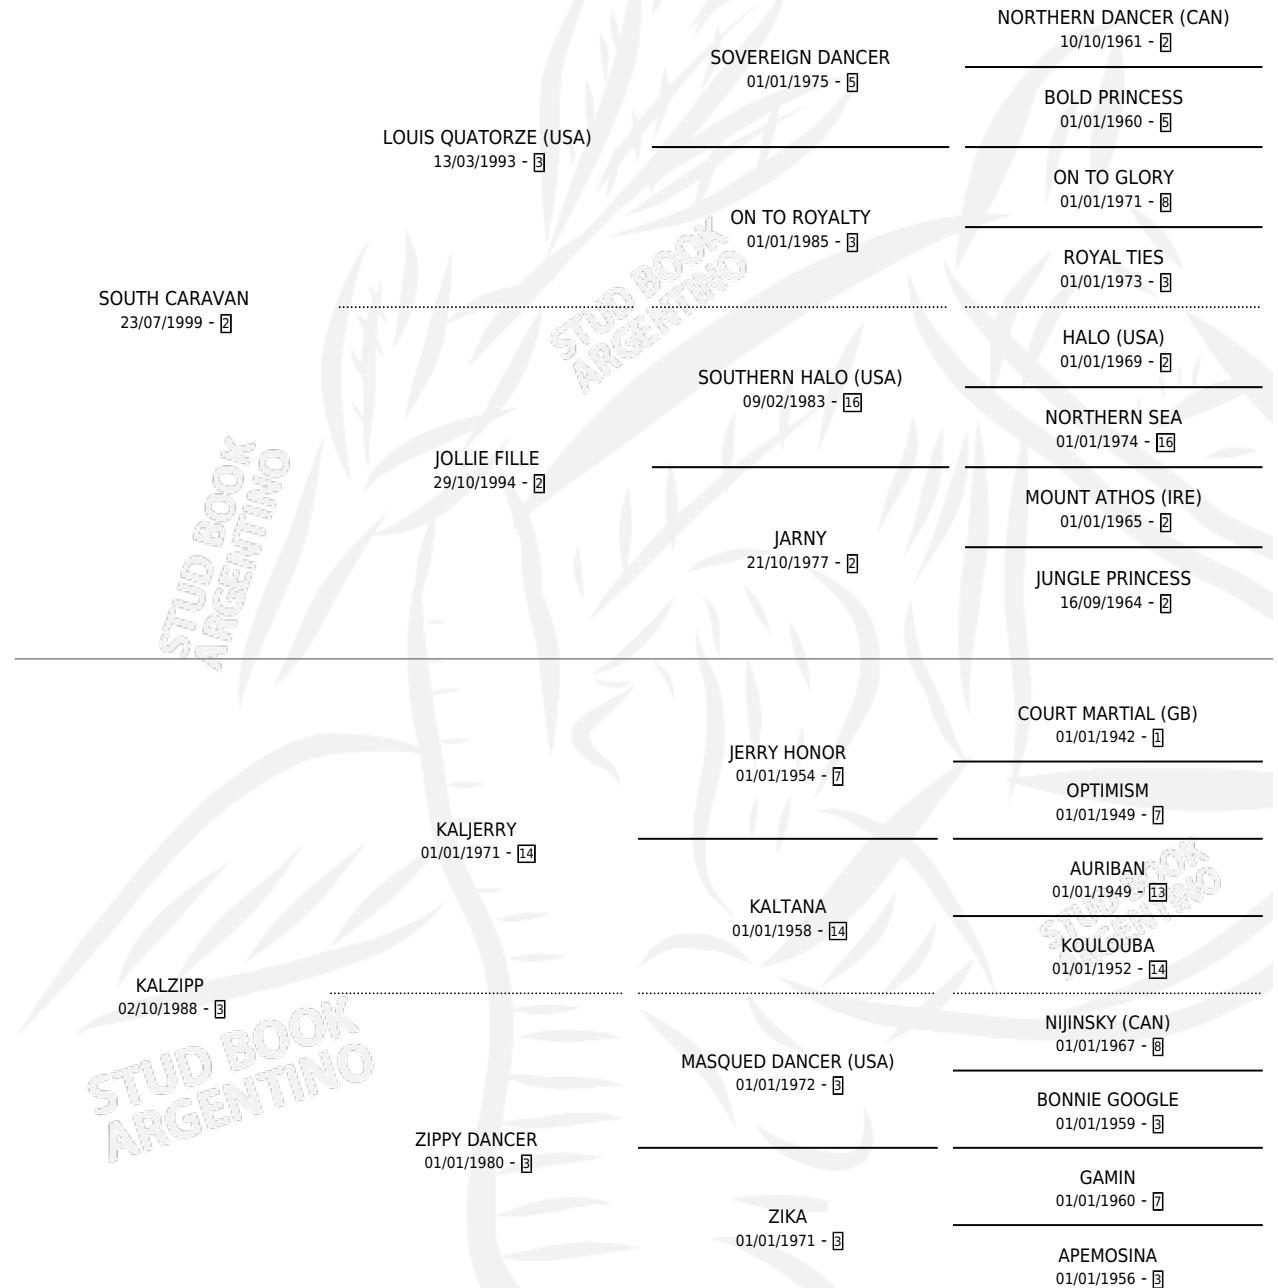 NORTHERN DANCER (CAN)
10/10/1961 - 2
SOVEREIGN DANCER
01/01/1975 - 5
BOLD PRINCESS
01/01/1960 - 5
LOUIS QUATORZE (USA)
13/03/1993 - 3
ON TO GLORY
01/01/1971 - 8
ON TO ROYALTY
01/01/1985 - 3
ROYAL TIES
01/01/1973 - 3
SOUTH CARAVAN
23/07/1999 - 2
HALO (USA)
01/01/1969 - 2
SOUTHERN HALO (USA)
09/02/1983 - 16
NORTHERN SEA
01/01/1974 - 16
JOLLIE FILLE
29/10/1994 - 2
MOUNT ATHOS (IRE)
01/01/1965 - 2
JARNY
21/10/1977 - 2
JUNGLE PRINCESS
16/09/1964 - 2
COURT MARTIAL (GB)
01/01/1942 - 1
JERRY HONOR
01/01/1954 - 7
OPTIMISM
01/01/1949 - 7
KALJERRY
01/01/1971 - 14
AURIBAN
01/01/1949 - 13
KALTANA
01/01/1958 - 14
KOULOUBA
01/01/1952 - 14
KALZIPP
02/10/1988 - 3
NIJINSKY (CAN)
01/01/1967 - 8
MASQUED DANCER (USA)
01/01/1972 - 3
BONNIE GOOGLE
01/01/1959 - 3
ZIPPY DANCER
01/01/1980 - 3
GAMIN
01/01/1960 - 7
ZIKA
01/01/1971 - 3
APEMOSINA
01/01/1956 - 3
STUD BOOK
ARGENTINO
STUD BOOK
ARGENTINO
STUD BOOK
ARGENTINO
STUD BOOK
ARGENTINO